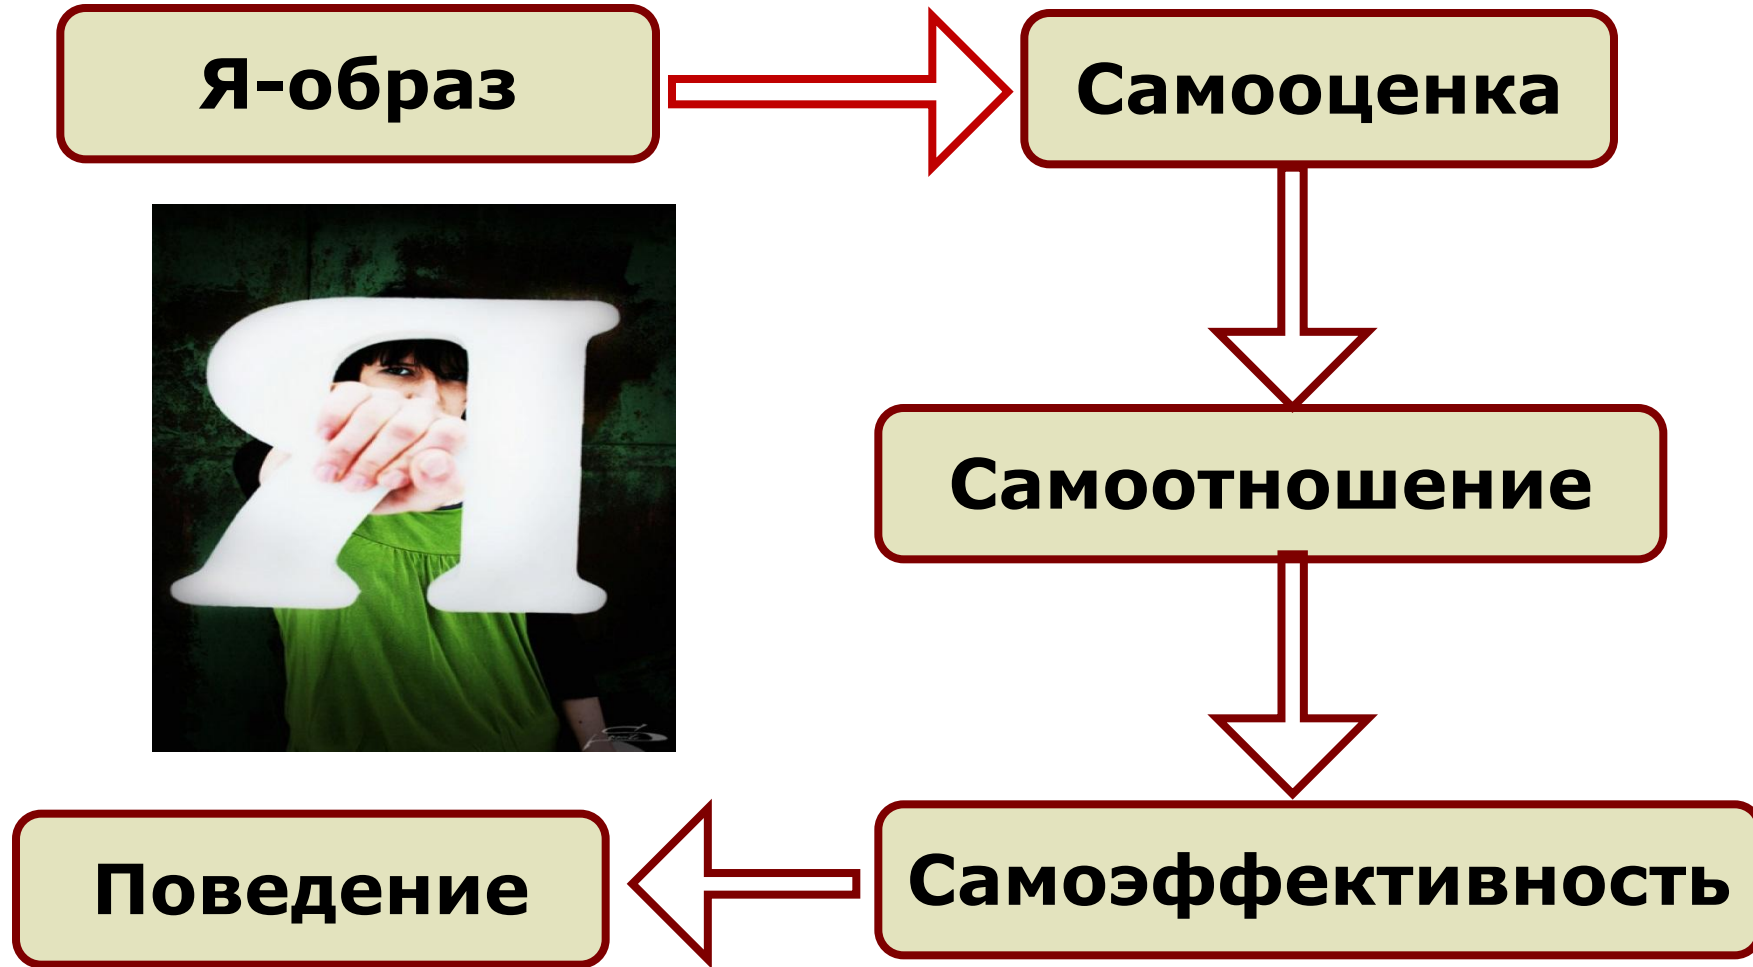 Я-образ
Самооценка
Я
Самоотношение
Самоэффективность
Поведение